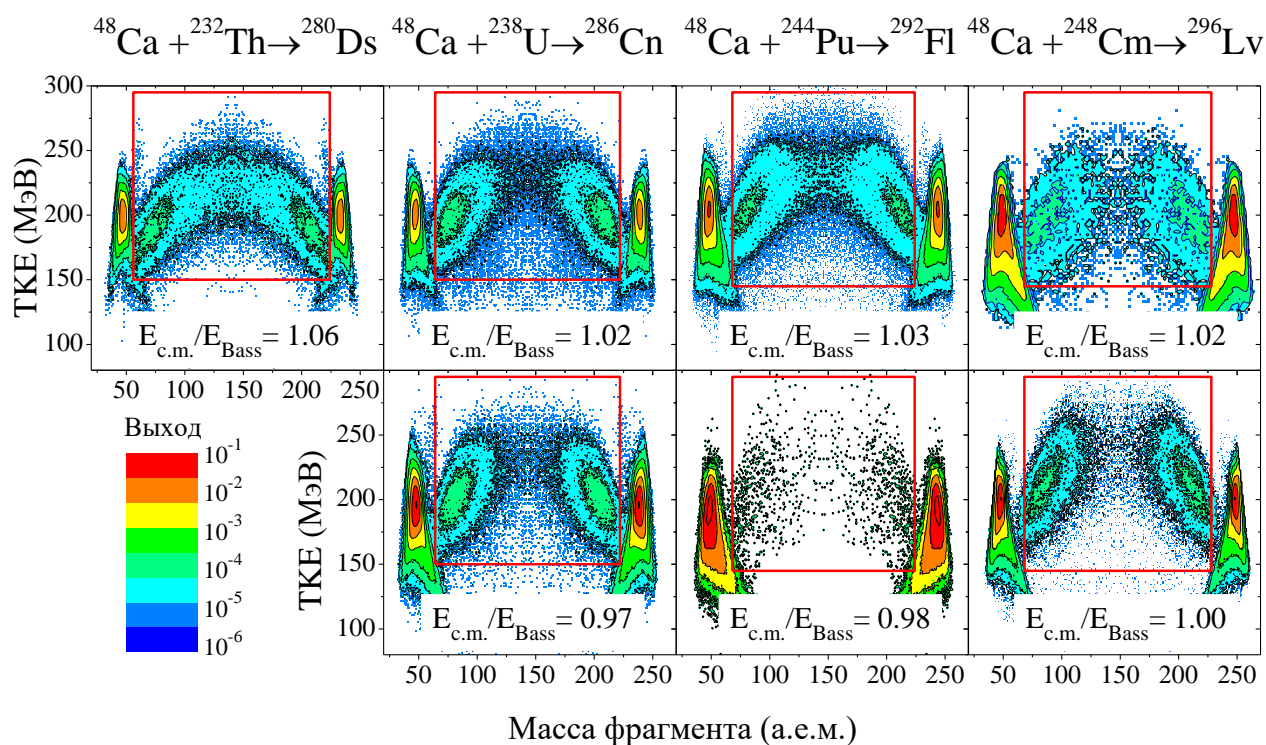 ⁴⁸Ca + ²³²Th→ ²⁸⁰Ds
⁴⁸Ca + ²³⁸U→ ²⁸⁶Cn
⁴⁸Ca + ²⁴⁴Pu→ ²⁹²Fl
⁴⁸Ca + ²⁴⁸Cm→ ²⁹⁶Lv
TKE (МэВ)
300
250
200
150
100
E_c.m./E_Bass = 1.06
E_c.m./E_Bass = 1.02
E_c.m./E_Bass = 1.03
E_c.m./E_Bass = 1.02
50 100 150 200 250
Выход
10⁻¹
10⁻²
10⁻³
10⁻⁴
10⁻⁵
10⁻⁶
TKE (МэВ)
250
200
150
100
E_c.m./E_Bass = 0.97
E_c.m./E_Bass = 0.98
E_c.m./E_Bass = 1.00
50 100 150 200
50 100 150 200
50 100 150 200 250
Масса фрагмента (а.е.м.)